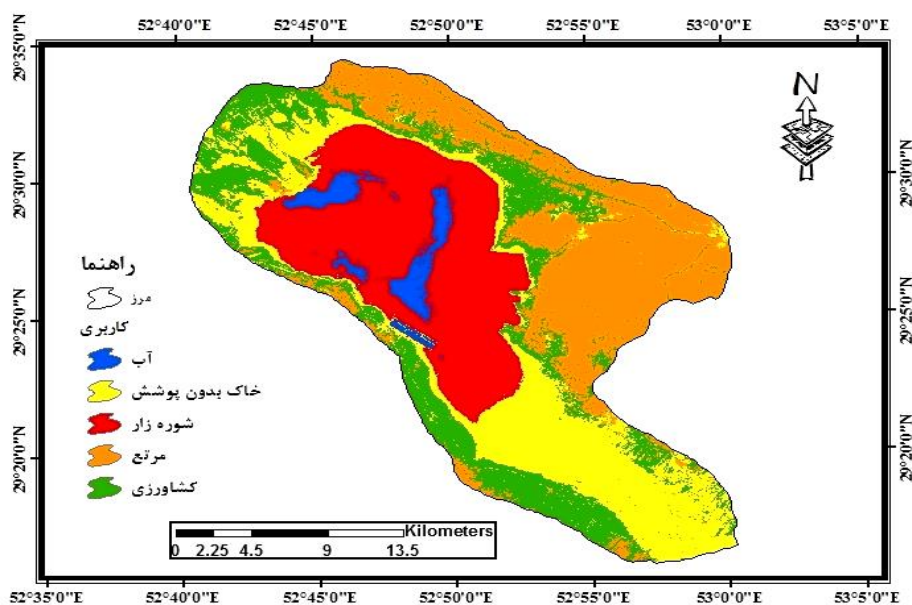 52°40'0"E 52°45'0"E 52°50'0"E 52°55'0"E 53°0'0"E 53°5'0"E
29°35'0"N
29°30'0"N
29°25'0"N
29°20'0"N
N
29°30'0"N
29°25'0"N
29°20'0"N
راهنما
مرز
کاربری
آب
خاک بدون پوشش
شوره زار
مرتع
کشاورزی
Kilometers
0 2.25 4.5 9 13.5
52°35'0"E 52°40'0"E 52°45'0"E 52°50'0"E 52°55'0"E 53°0'0"E 53°5'0"E